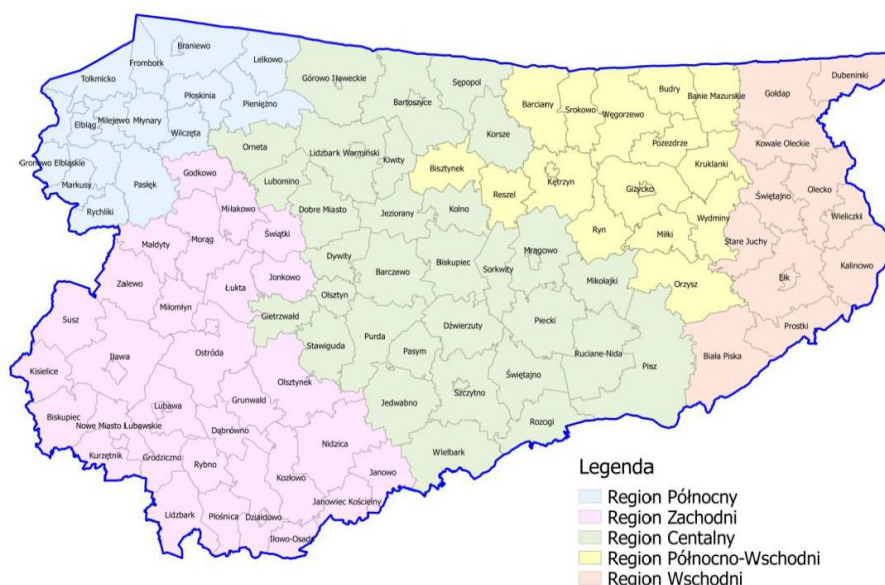 Braniewo
Lelkowo
Frombork
Tolkmicko
Płoskinia
Pieniężno
Elbląg
Milejewo
Młynary
Wilczęta
Gronowo Elbląskie
Markusy
Pasłęk
Rychliki
Godkowo
Górowo Iławeckie
Sępopol
Bartoszyce
Korsze
Orneta
Lidzbark Warmiński
Kiwity
Lubomino
Bisztynek
Reszel
Barciany
Srokowo
Węgorzewo
Budry
Banie Mazurskie
Pozezdrze
Kruklanki
Kętrzyn
Giżycko
Wydminy
Ryn
Miłki
Orzysz
Gołdap
Dubeninki
Kowale Oleckie
Świętajno
Olecko
Wieliczki
Stare Juchy
Kalinowo
Ełk
Prostki
Biała Piska
Miłakowo
Dobre Miasto
Jeziorany
Kolno
Świątki
Małdyty
Morąg
Dywity
Barczewo
Biskupiec
Sorkwity
Mrągowo
Mikołajki
Zalewo
Łukta
Jonkowo
Olsztyn
Miłomłyn
Gietrzwałd
Susz
Stawiguda
Purda
Dźwierzuty
Piecki
Ruciane-Nida
Pisz
Iława
Ostróda
Pasym
Kisielice
Olsztynek
Szczytno
Świętajno
Grunwald
Jedwabno
Biskupiec
Lubawa
Nowe Miasto Lubawskie
Dąbrówno
Rozogi
Kurzętnik
Grodziczno
Rybno
Nidzica
Wielbark
Kozłowo
Janowo
Janowiec Kościelny
Lidzbark
Płośnica
Działdowo
Iłowo-Osada
Legenda
Region Północny
Region Zachodni
Region Centalny
Region Północno-Wschodni
Region Wschodni